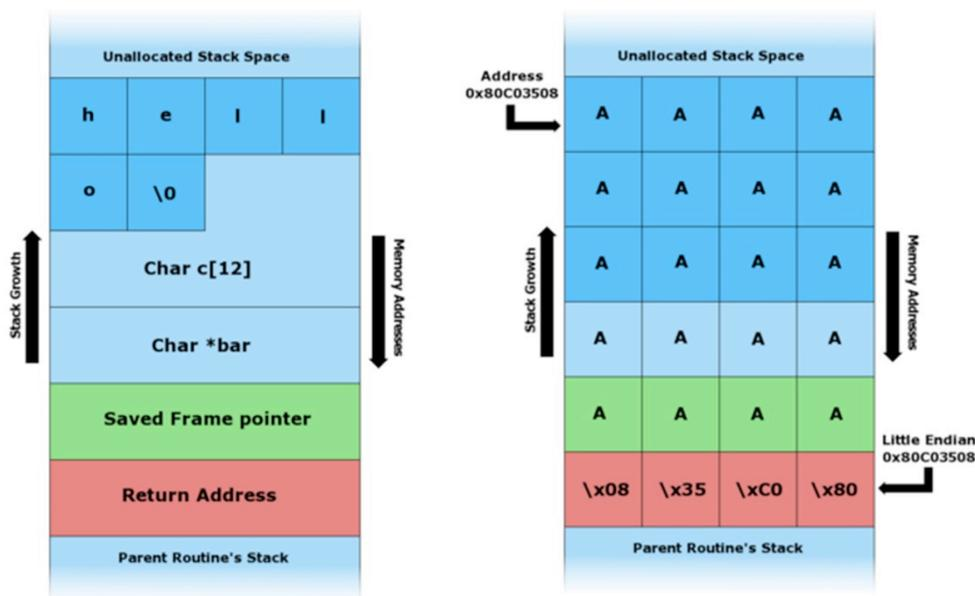 Unallocated Stack Space
h e l l
o \0
Char c[12]
Char *bar
Saved Frame pointer
Return Address
Parent Routine's Stack
Stack Growth
Memory Addresses
Unallocated Stack Space
Address
0x80C03508
A A A A
A A A A
A A A A
A A A A
A A A A
\x08 \x35 \xC0 \x80
Parent Routine's Stack
Stack Growth
Memory Addresses
Little Endian
0x80C03508